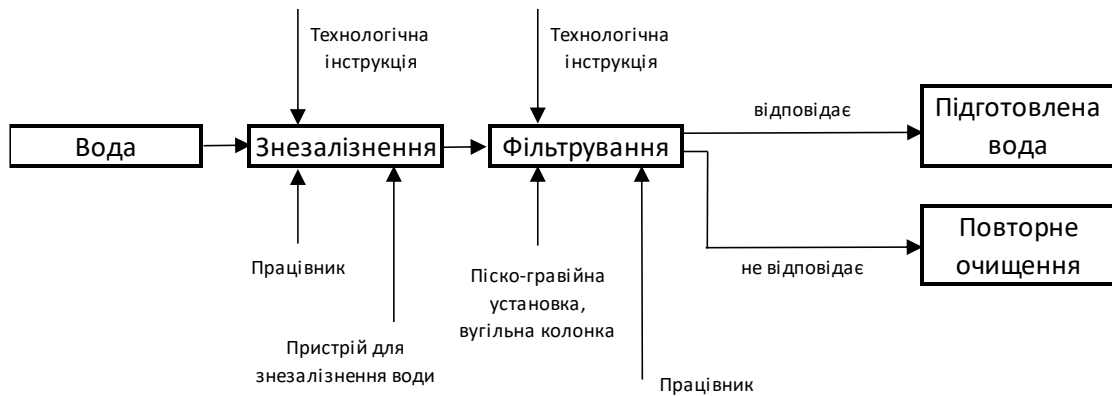 Технологічна
інструкція
Технологічна
інструкція
Вода
Знезалізнення
Фільтрування
відповідає
Підготовлена
вода
не відповідає
Повторне
очищення
Працівник
Пристрій для
знезалізнення води
Піско-гравійна
установка,
вугільна колонка
Працівник